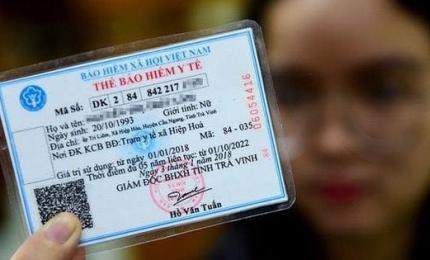 BẢO HIỂM XÃ HỘI VIỆT NAM
THẺ BẢO HIỂM Y TẾ
Mã Số: DK 2 84 842 217
Họ và tên:
Ngày sinh: 20/10/1993 Giới tính: Nữ
Địa chỉ: ấp Trà Liêm, Xã Hiệp Hòa, Huyện Cầu Ngang, Tỉnh Trà Vinh
Nơi ĐK KCB BĐ: Trạm y tế xã Hiệp Hoà
Mã: 84 - 035
Giá trị sử dụng: từ ngày 01/01/2018
Thời điểm đủ 05 năm liên tục: từ 01/10/2022
Ngày 3 tháng 1 năm 2018
GIÁM ĐỐC BHXH TỈNH TRÀ VINH
Hồ Văn Tuấn
06054416